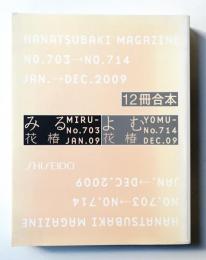 HANATSUBAKI MAGAZINE
NO.703→NO.714
JAN.→DEC.2009
12冊合本
みる
花椿
MIRU-
No.703
JAN.09
よむ
花椿
YOMU-
No.714
DEC.09
SHISEIDO
JAN.→DEC.2009
NO.703→NO.714
HANATSUBAKI MAGAZINE